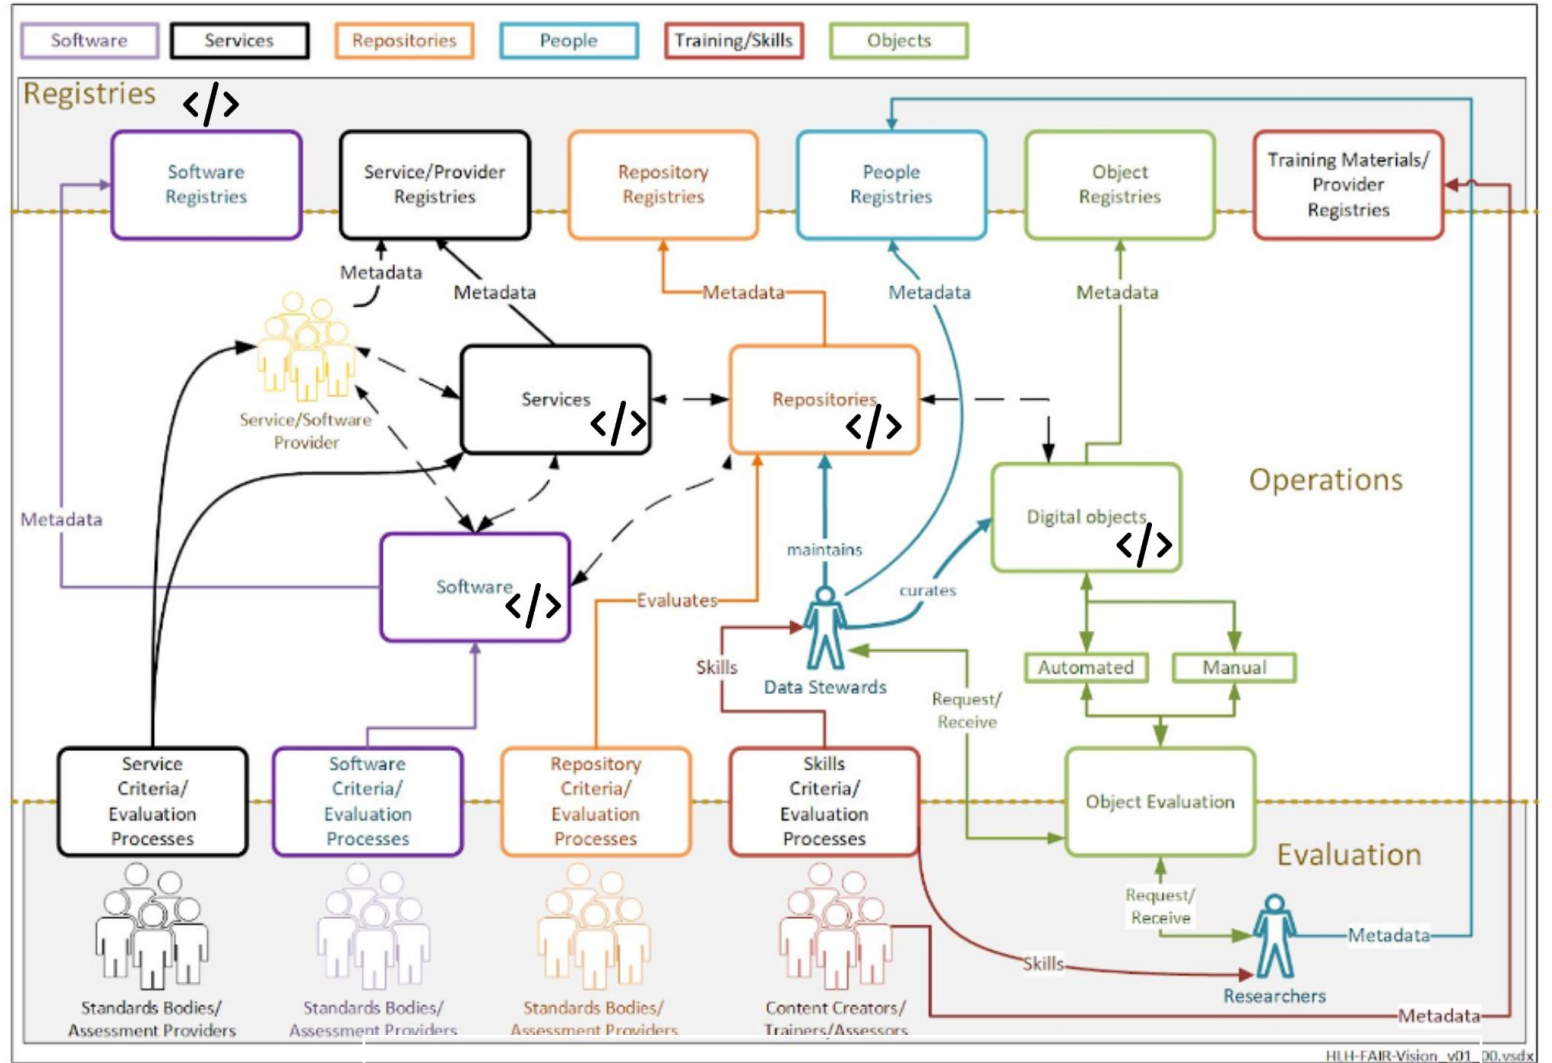 Software
Services
Repositories
People
Training/Skills
Objects
Registries
</>
Software
Registries
Service/Provider
Registries
Repository
Registries
People
Registries
Object
Registries
Training Materials/
Provider
Registries
Metadata
Metadata
Metadata
Metadata
Metadata
Service/Software
Provider
Services
</>
Repositories
</>
Operations
Metadata
Digital objects
</>
maintains
curates
Software
</>
Evaluates
Skills
Data Stewards
Automated
Manual
Request/
Receive
Service
Criteria/
Evaluation
Processes
Software
Criteria/
Evaluation
Processes
Repository
Criteria/
Evaluation
Processes
Skills
Criteria/
Evaluation
Processes
Object Evaluation
Evaluation
Request/
Receive
Metadata
Skills
Researchers
Standards Bodies/
Assessment Providers
Standards Bodies/
Assessment Providers
Standards Bodies/
Assessment Providers
Content Creators/
Trainers/Assessors
Metadata
HLH-FAIR-Vision_v01_00.vsdx